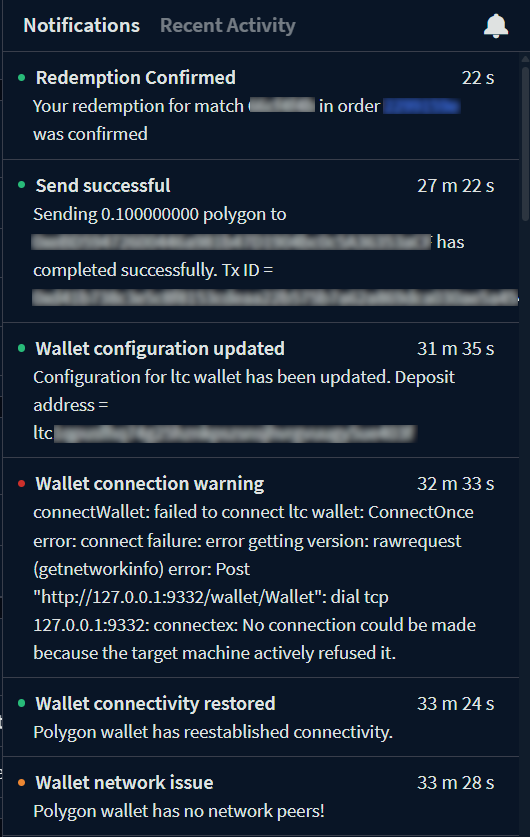 Notifications Recent Activity
Redemption Confirmed 22 s
Your redemption for match in order
was confirmed
Send successful 27 m 22 s
Sending 0.100000000 polygon to
has
completed successfully. Tx ID =
Wallet configuration updated 31 m 35 s
Configuration for ltc wallet has been updated. Deposit
address =
ltc
Wallet connection warning 32 m 33 s
connectWallet: failed to connect ltc wallet: ConnectOnce
error: connect failure: error getting version: rawrequest
(getnetworkinfo) error: Post
"http://127.0.0.1:9332/wallet/Wallet": dial tcp
127.0.0.1:9332: connectex: No connection could be made
because the target machine actively refused it.
Wallet connectivity restored 33 m 24 s
Polygon wallet has reestablished connectivity.
Wallet network issue 33 m 28 s
Polygon wallet has no network peers!